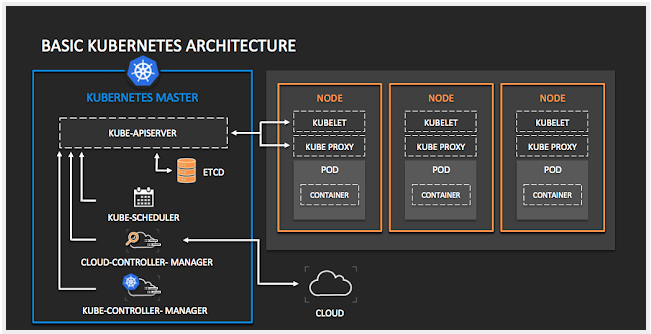 BASIC KUBERNETES ARCHITECTURE
KUBERNETES MASTER
KUBE-APISERVER
ETCD
KUBE-SCHEDULER
CLOUD-CONTROLLER- MANAGER
KUBE-CONTROLLER- MANAGER
NODE
KUBELET
KUBE PROXY
POD
CONTAINER
NODE
KUBELET
KUBE PROXY
POD
CONTAINER
NODE
KUBELET
KUBE PROXY
POD
CONTAINER
CLOUD